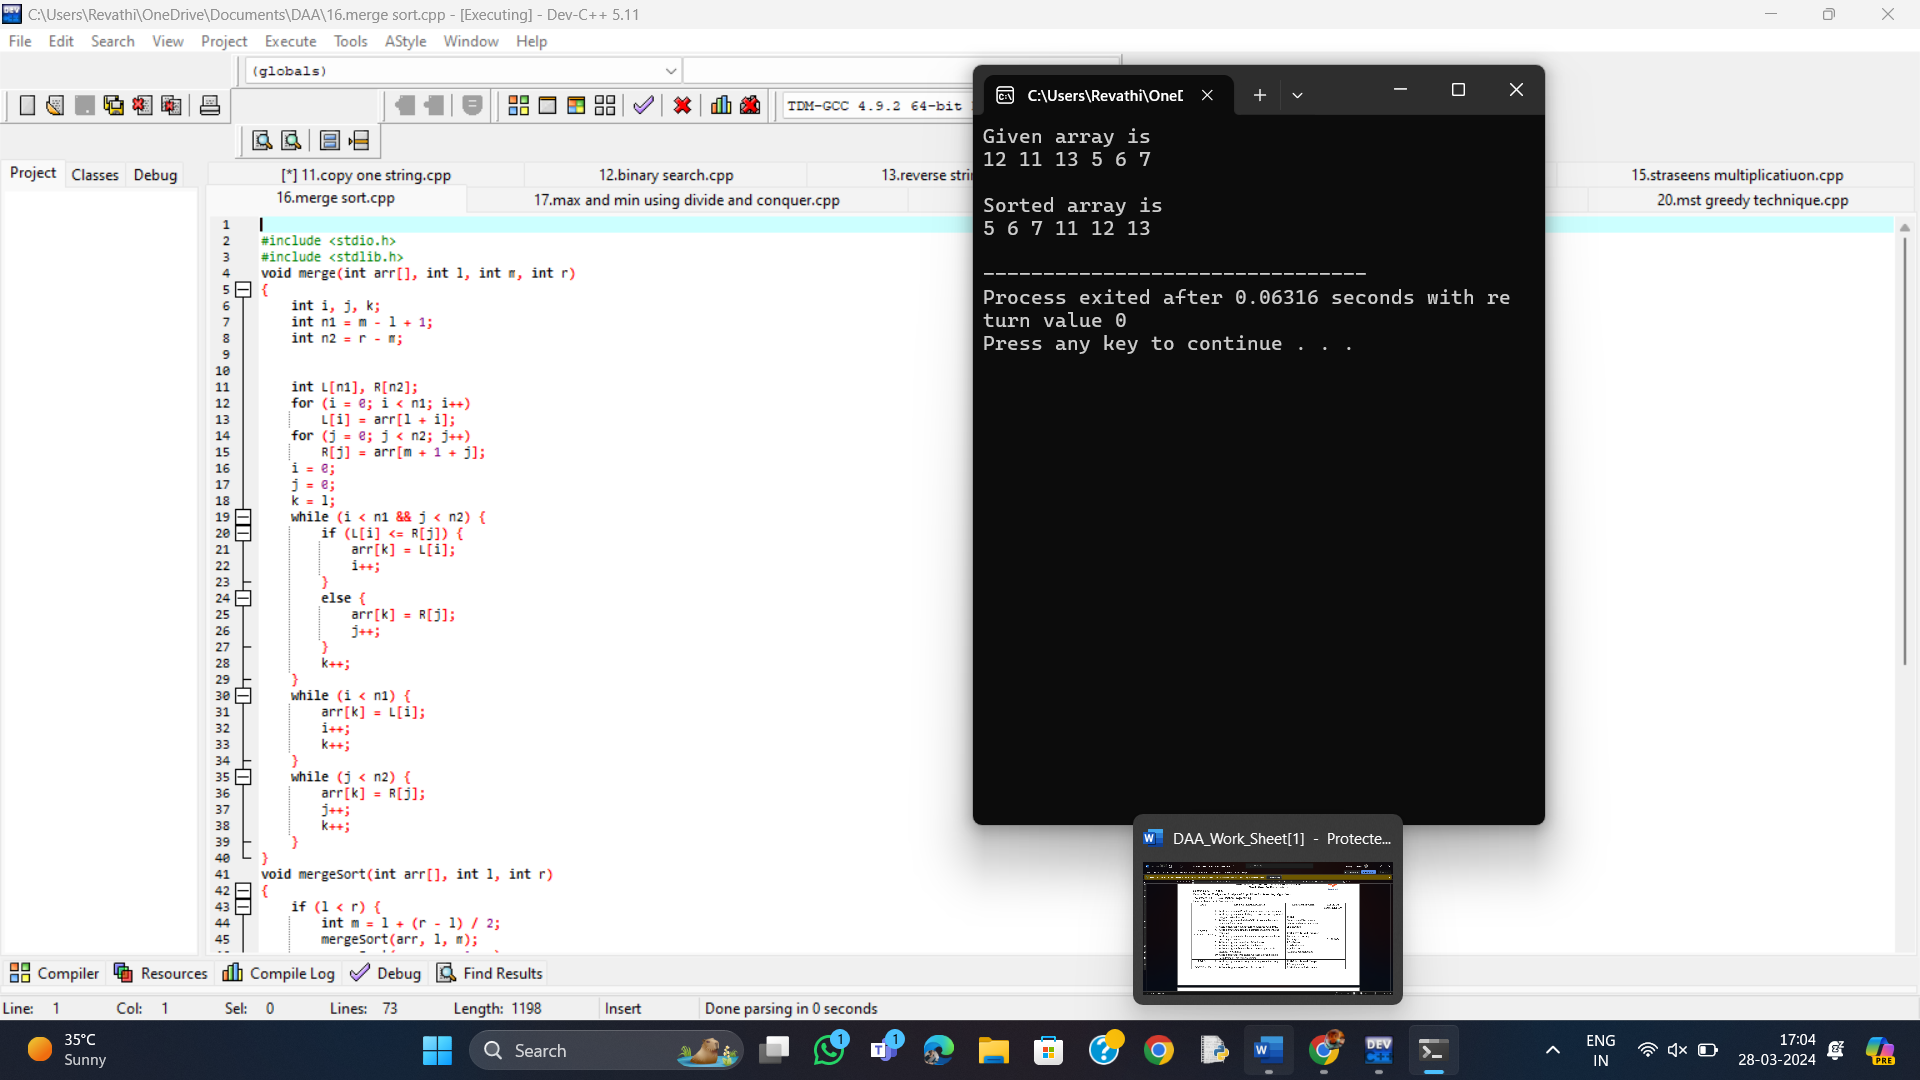 C:\Users\Revathi\OneDrive\Documents\DAA\16.merge sort.cpp - [Executing] - Dev-C++ 5.11
File Edit Search View Project Execute Tools AStyle Window Help
(globals)
TDM-GCC 4.9.2 64-bit
Project Classes Debug
[*] 11.copy one string.cpp 12.binary search.cpp 13.reverse 15.straseens multiplicatiuon.cpp
16.merge sort.cpp 17.max and min using divide and conquer.cpp 20.mst greedy technique.cpp
1
2 #include <stdio.h>
3 #include <stdlib.h>
4 void merge(int arr[], int l, int m, int r)
5 {
6 int i, j, k;
7 int n1 = m - l + 1;
8 int n2 = r - m;
9
10
11 int L[n1], R[n2];
12 for (i = 0; i < n1; i++)
13 L[i] = arr[l + i];
14 for (j = 0; j < n2; j++)
15 R[j] = arr[m + 1 + j];
16 i = 0;
17 j = 0;
18 k = l;
19 while (i < n1 && j < n2) {
20 if (L[i] <= R[j]) {
21 arr[k] = L[i];
22 i++;
23 }
24 else {
25 arr[k] = R[j];
26 j++;
27 }
28 k++;
29 }
30 while (i < n1) {
31 arr[k] = L[i];
32 i++;
33 k++;
34 }
35 while (j < n2) {
36 arr[k] = R[j];
37 j++;
38 k++;
39 }
40 }
41 void mergeSort(int arr[], int l, int r)
42 {
43 if (l < r) {
44 int m = l + (r - l) / 2;
45 mergeSort(arr, l, m);
C:\Users\Revathi\OneD
Given array is
12 11 13 5 6 7
Sorted array is
5 6 7 11 12 13
--------------------------------
Process exited after 0.06316 seconds with re
turn value 0
Press any key to continue . . .
DAA_Work_Sheet[1] - Protecte...
Compiler Resources Compile Log Debug Find Results
Line: 1 Col: 1 Sel: 0 Lines: 73 Length: 1198 Insert Done parsing in 0 seconds
35°C
Sunny
Search
1
1
DEV
PRE
ENG
IN
17:04
28-03-2024